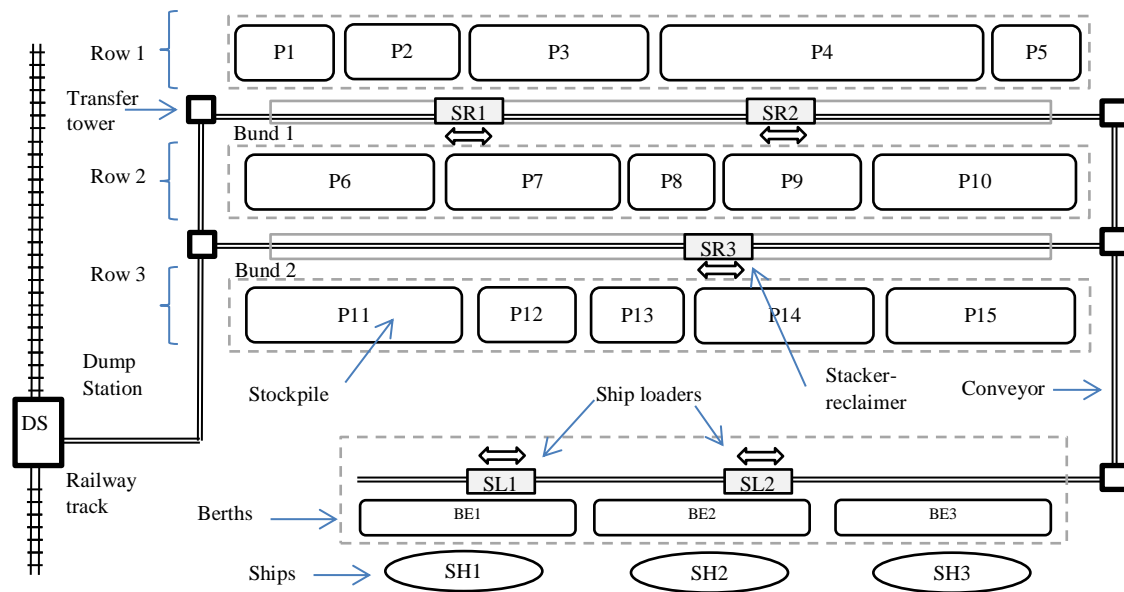 Row 1
P1
P2
P3
P4
P5
Transfer
tower
SR1
SR2
Bund 1
Row 2
P6
P7
P8
P9
P10
SR3
Row 3
Bund 2
P11
P12
P13
P14
P15
Dump
Station
Stockpile
Ship loaders
Stacker-
reclaimer
Conveyor
DS
Railway
track
SL1
SL2
Berths
BE1
BE2
BE3
Ships
SH1
SH2
SH3